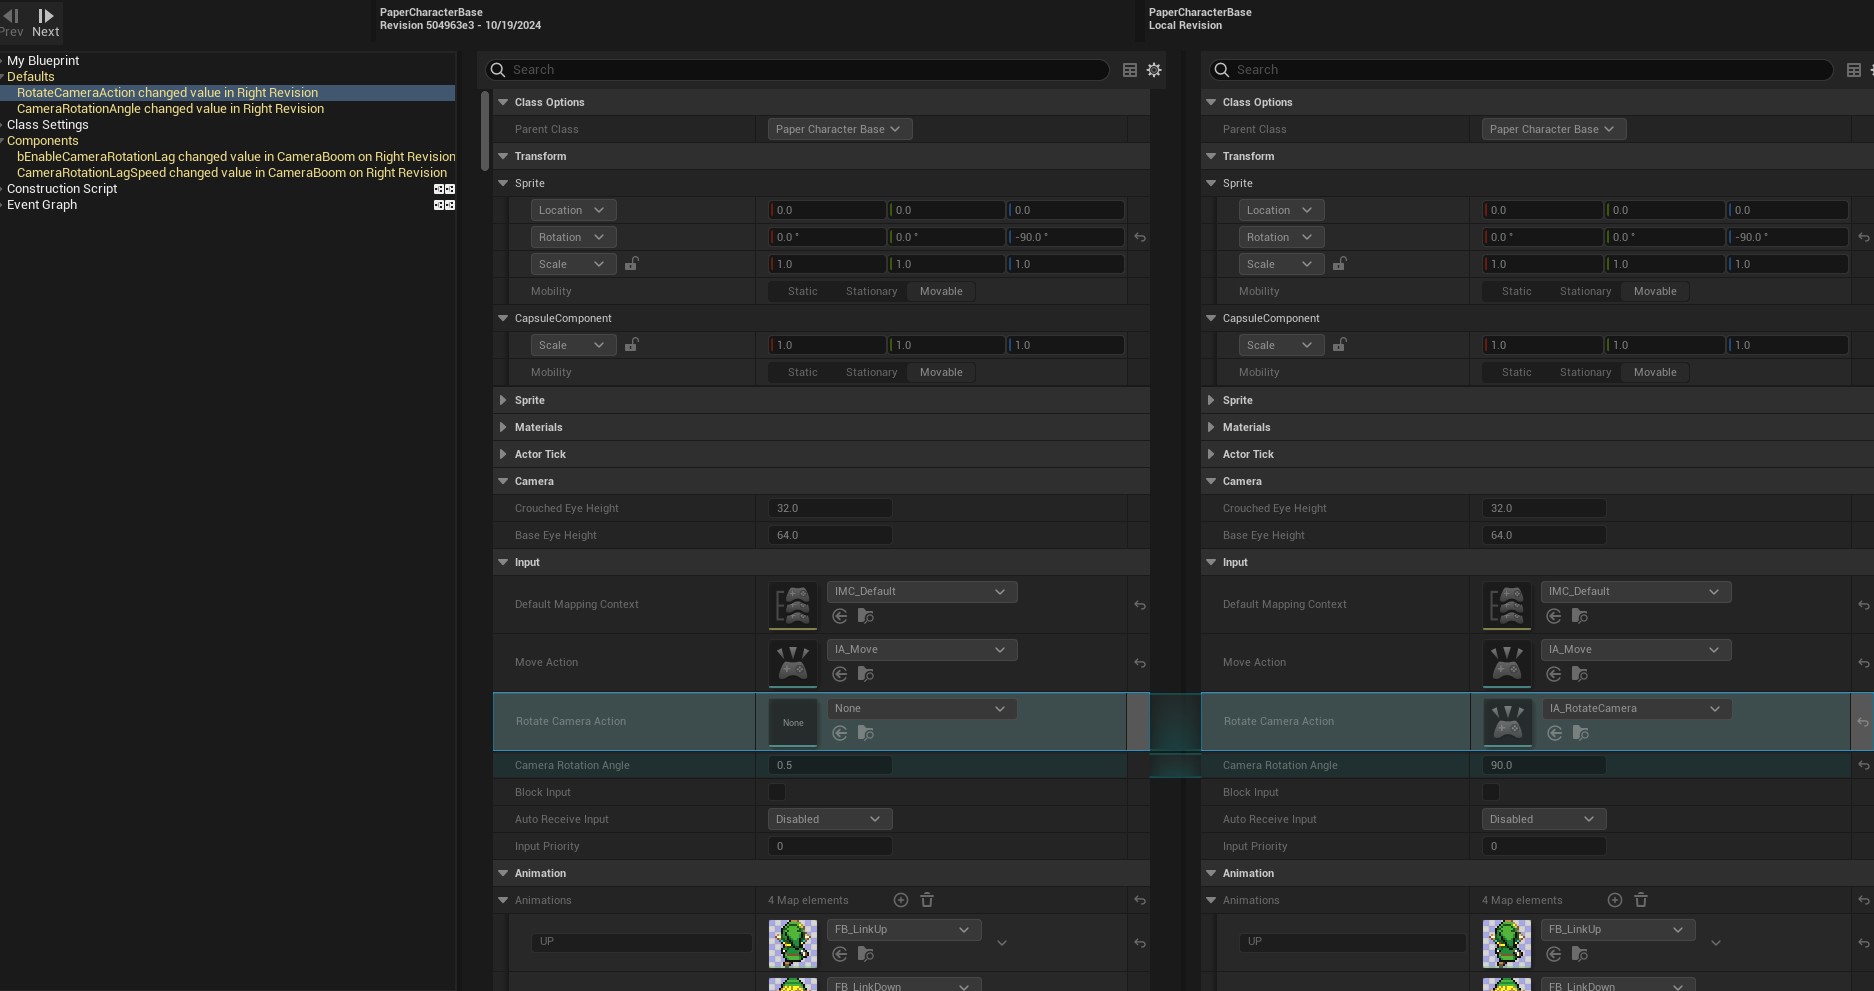 Prev
Next
PaperCharacterBase
Revision 504963e3 - 10/19/2024
PaperCharacterBase
Local Revision
My Blueprint
Defaults
RotateCameraAction changed value in Right Revision
CameraRotationAngle changed value in Right Revision
Class Settings
Components
bEnableCameraRotationLag changed value in CameraBoom on Right Revision
CameraRotationLagSpeed changed value in CameraBoom on Right Revision
Construction Script
Event Graph
Search
Class Options
Parent Class Paper Character Base
Transform
Sprite
Location 0.0 0.0 0.0
Rotation 0.0 ° 0.0 ° -90.0 °
Scale 1.0 1.0 1.0
Mobility Static Stationary Movable
CapsuleComponent
Scale 1.0 1.0 1.0
Mobility Static Stationary Movable
Sprite
Materials
Actor Tick
Camera
Crouched Eye Height 32.0
Base Eye Height 64.0
Input
Default Mapping Context IMC_Default
Move Action IA_Move
Rotate Camera Action None None
Camera Rotation Angle 0.5
Block Input
Auto Receive Input Disabled
Input Priority 0
Animation
Animations 4 Map elements
UP FB_LinkUp
FB_LinkDown
Search
Class Options
Parent Class Paper Character Base
Transform
Sprite
Location 0.0 0.0 0.0
Rotation 0.0 ° 0.0 ° -90.0 °
Scale 1.0 1.0 1.0
Mobility Static Stationary Movable
CapsuleComponent
Scale 1.0 1.0 1.0
Mobility Static Stationary Movable
Sprite
Materials
Actor Tick
Camera
Crouched Eye Height 32.0
Base Eye Height 64.0
Input
Default Mapping Context IMC_Default
Move Action IA_Move
Rotate Camera Action IA_RotateCamera
Camera Rotation Angle 90.0
Block Input
Auto Receive Input Disabled
Input Priority 0
Animation
Animations 4 Map elements
UP FB_LinkUp
FB_LinkDown